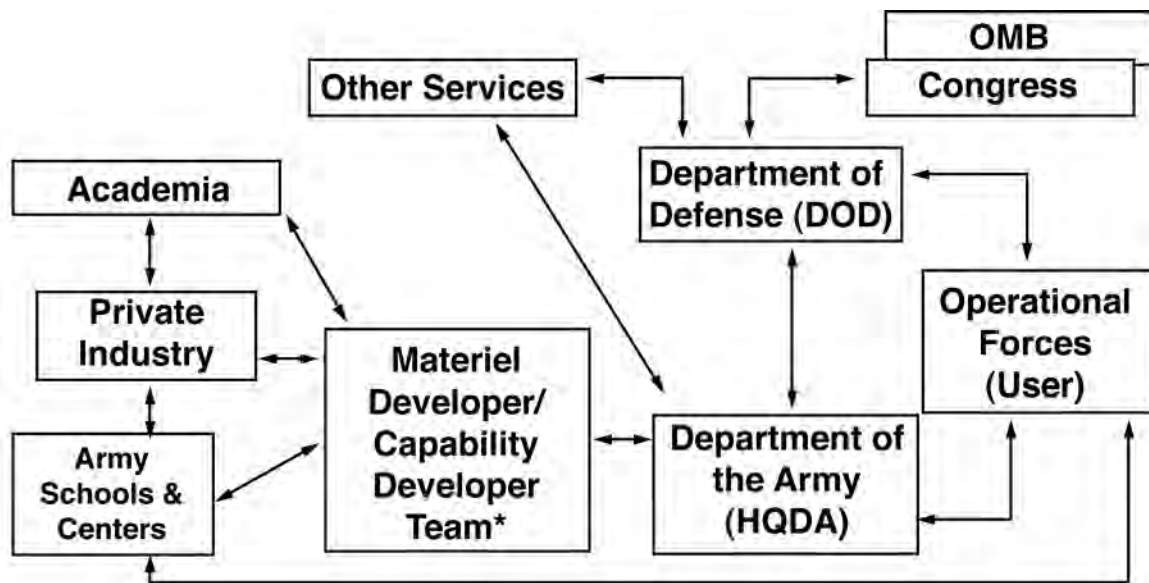 OMB
Congress
Other Services
Department of
Defense (DOD)
Academia
Private
Industry
Operational
Forces
(User)
Materiel
Developer/
Capability
Developer
Team*
Department of
the Army
(HQDA)
Army
Schools &
Centers